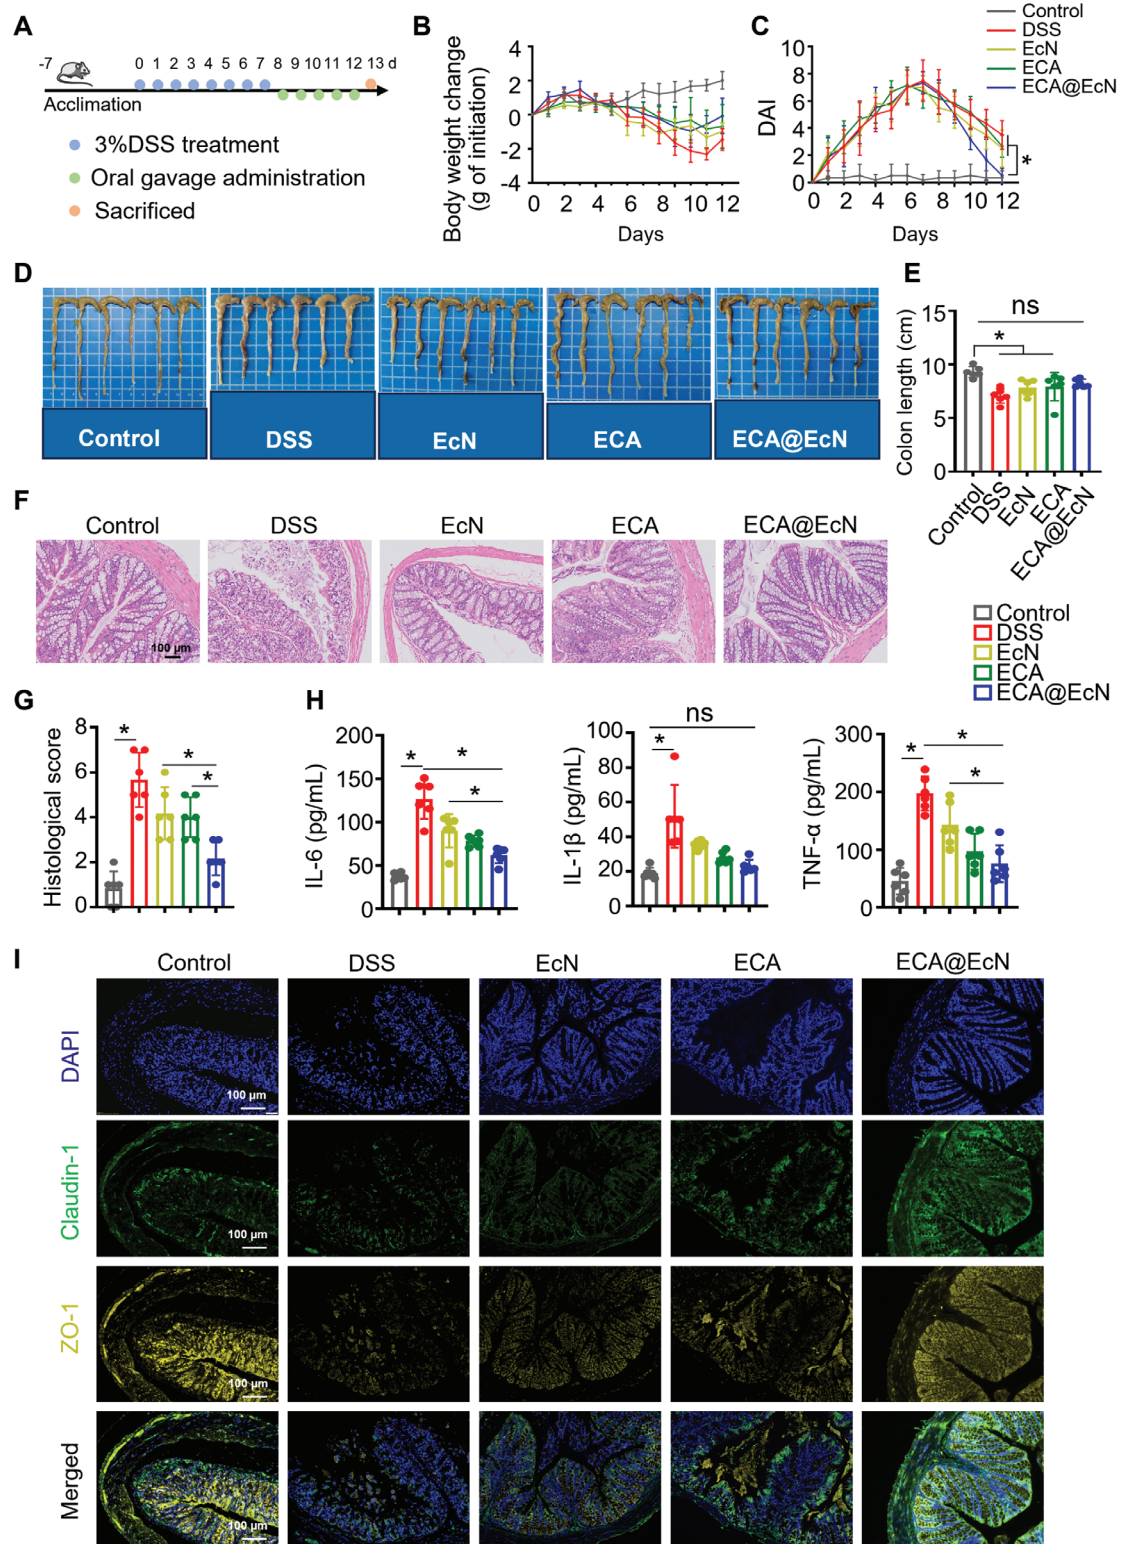 A
-7
0 1 2 3 4 5 6 7 8 9 10 11 12 13 d
Acclimation
3%DSS treatment
Oral gavage administration
Sacrificed
B
Body weight change
(g of initiation)
4
2
0
-2
-4
0 2 4 6 8 10 12
Days
C
DAI
10
8
6
4
2
0
0 2 4 6 8 10 12
Days
*
Control
DSS
EcN
ECA
ECA@EcN
D
Control
DSS
EcN
ECA
ECA@EcN
E
Colon length (cm)
15
10
5
0
ns
*
Control
DSS
EcN
ECA
ECA@EcN
F
Control
DSS
EcN
ECA
ECA@EcN
100 μm
Control
DSS
EcN
ECA
ECA@EcN
G
Histological score
8
6
4
2
0
*
*
*
H
IL-6 (pg/mL)
200
150
100
50
0
*
*
*
IL-1β (pg/mL)
100
80
60
40
20
0
ns
*
TNF-α (pg/mL)
300
200
100
0
*
*
*
I
Control
DSS
EcN
ECA
ECA@EcN
DAPI
100 μm
Claudin-1
100 μm
ZO-1
100 μm
Merged
100 μm